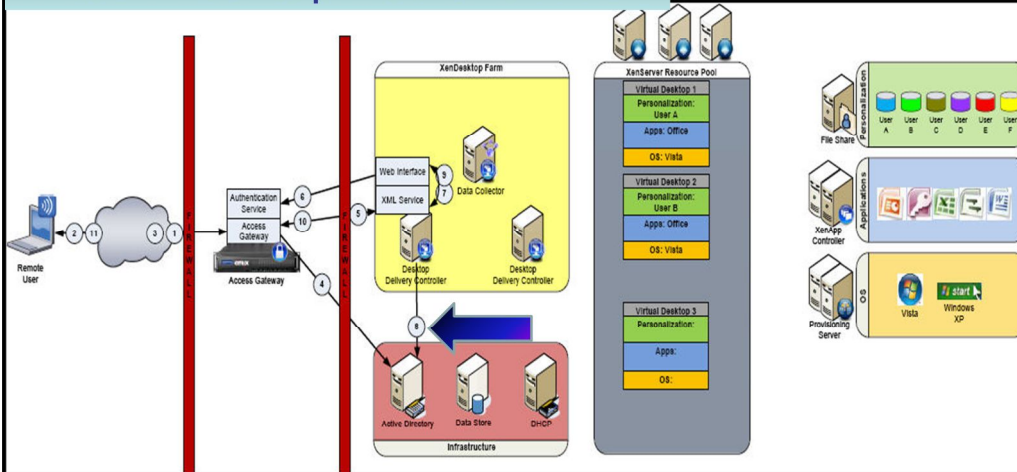 Remote
User
2
11
3
1
FIREWALL
Authentication
Service
Access
Gateway
Access Gateway
6
10
5
4
FIREWALL
XenDesktop Farm
Web Interface
XML Service
9
7
Data Collector
Desktop
Delivery Controller
Desktop
Delivery Controller
8
Active Directory
Data Store
DHCP
Infrastructure
XenServer Resource Pool
Virtual Desktop 1
Personalization:
User A
Apps: Office
OS: Vista
Virtual Desktop 2
Personalization:
User B
Apps: Office
OS: Vista
Virtual Desktop 3
Personalization:
Apps:
OS:
File Share
Personalization
User
A
User
B
User
C
User
D
User
E
User
F
XenApp
Controller
Applications
Provisioning
Server
OS
Vista
start
Windows
XP